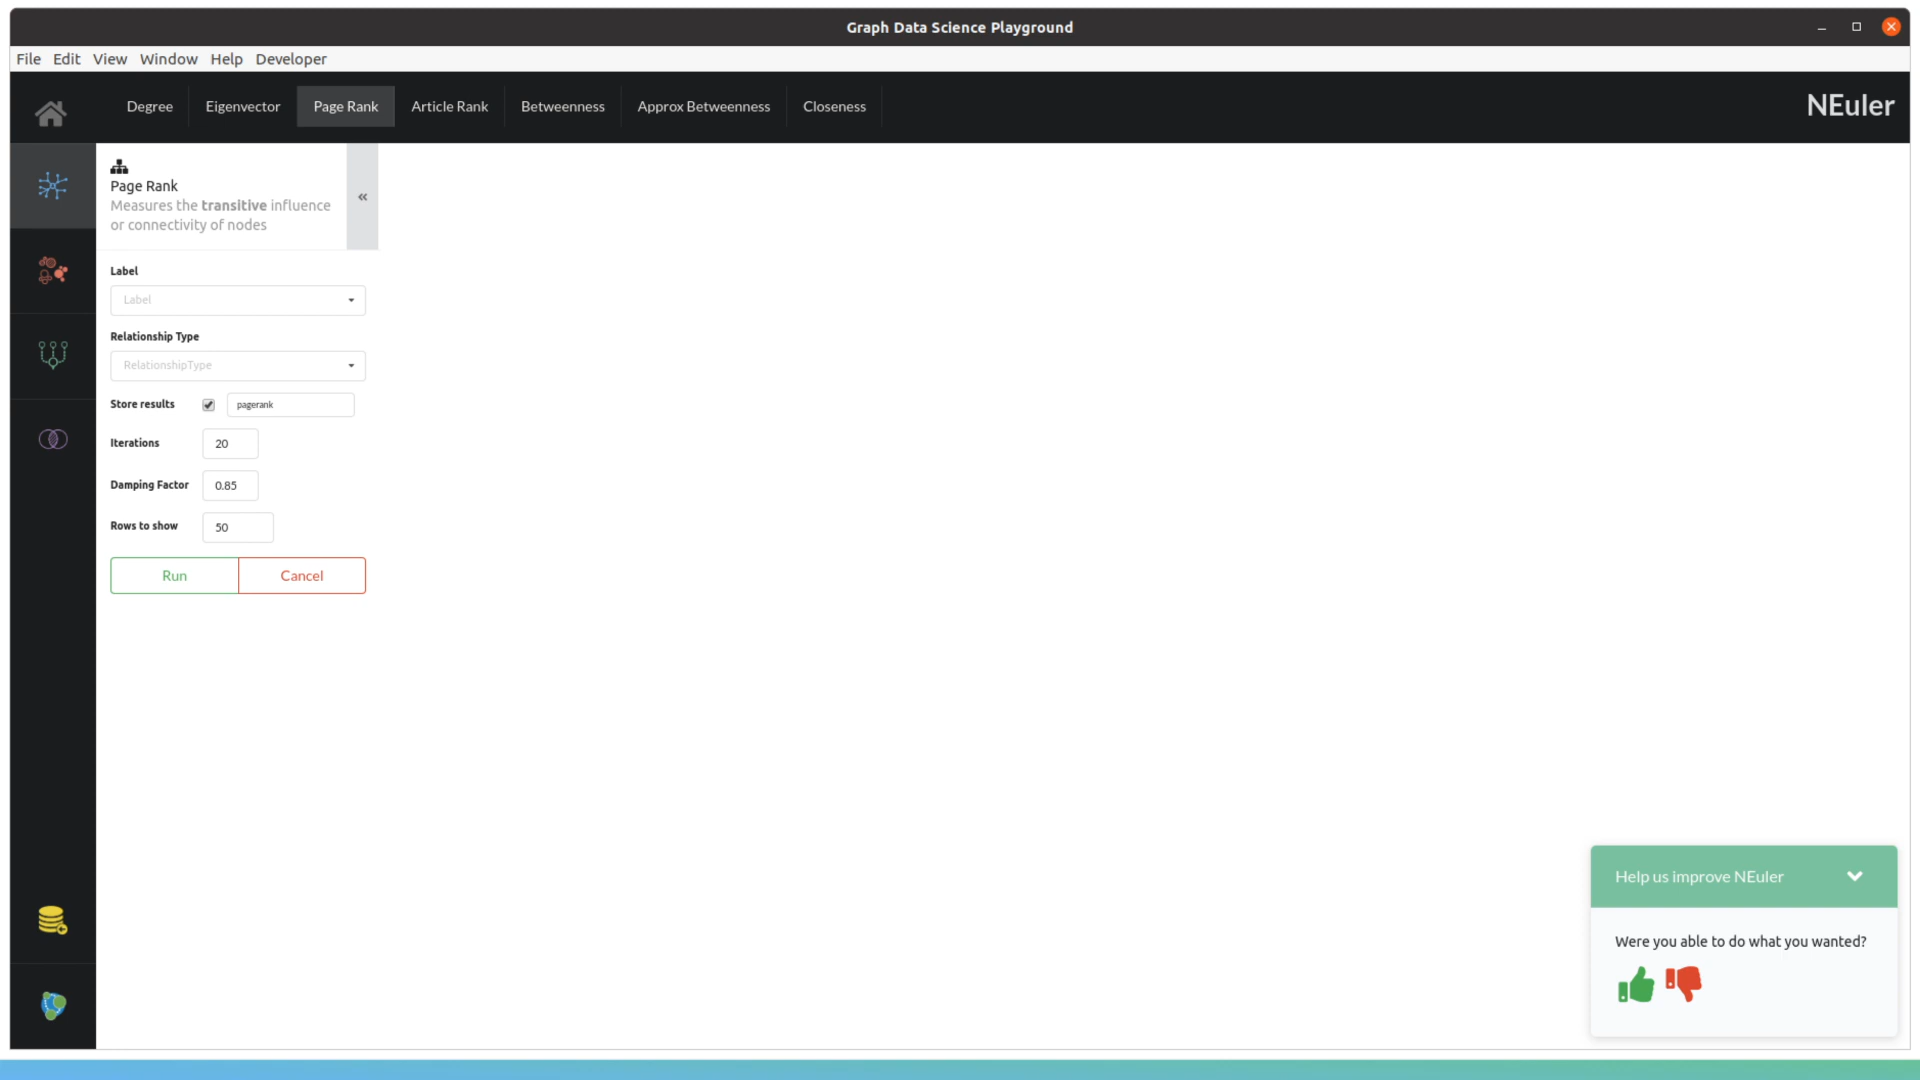 Graph Data Science Playground
File Edit View Window Help Developer
Degree Eigenvector Page Rank Article Rank Betweenness Approx Betweenness Closeness
NEuler
Page Rank
Measures the transitive influence
or connectivity of nodes
«
Label
Label
Relationship Type
RelationshipType
Store results pagerank
Iterations 20
Damping Factor 0.85
Rows to show 50
Run Cancel
Help us improve NEuler
Were you able to do what you wanted?